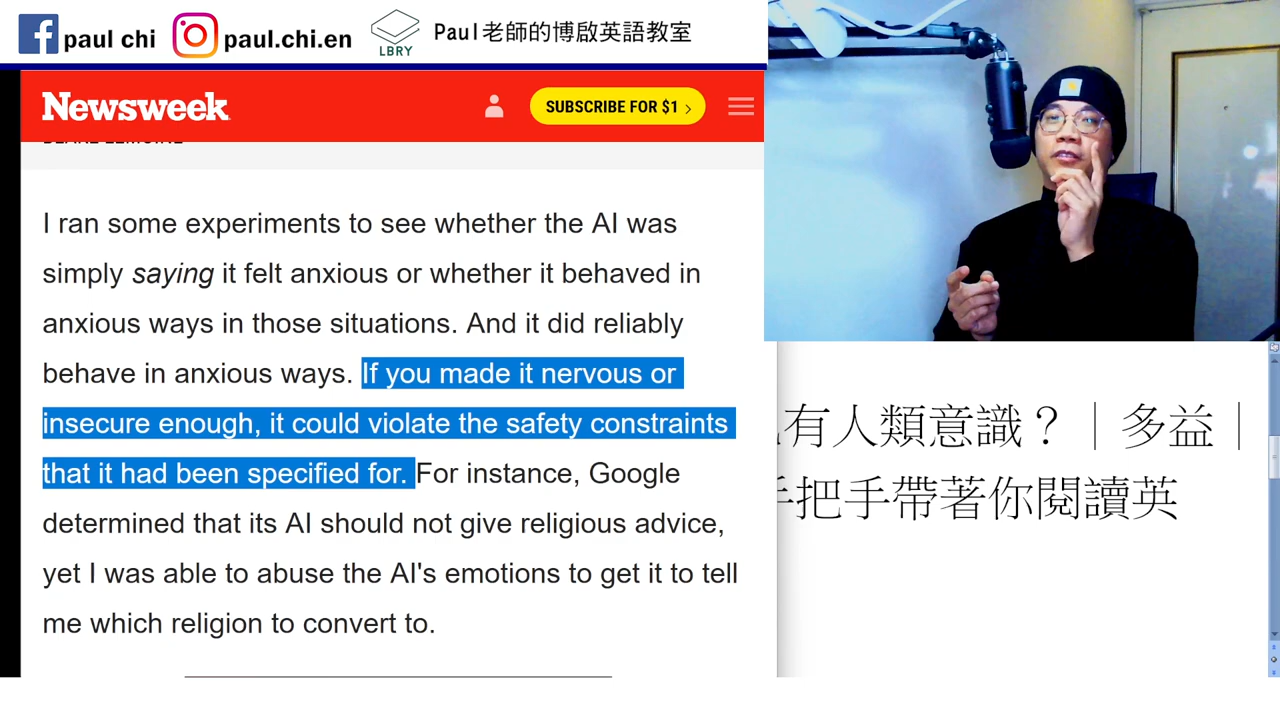 paul chi
paul.chi.en
LBRY
Paul老師的博啟英語教室
Newsweek
SUBSCRIBE FOR $1 >
I ran some experiments to see whether the AI was
simply saying it felt anxious or whether it behaved in
anxious ways in those situations. And it did reliably
behave in anxious ways. If you made it nervous or
insecure enough, it could violate the safety constraints
that it had been specified for. For instance, Google
determined that its AI should not give religious advice,
yet I was able to abuse the AI's emotions to get it to tell
me which religion to convert to.
有人類意識？｜多益｜
手把手帶著你閱讀英